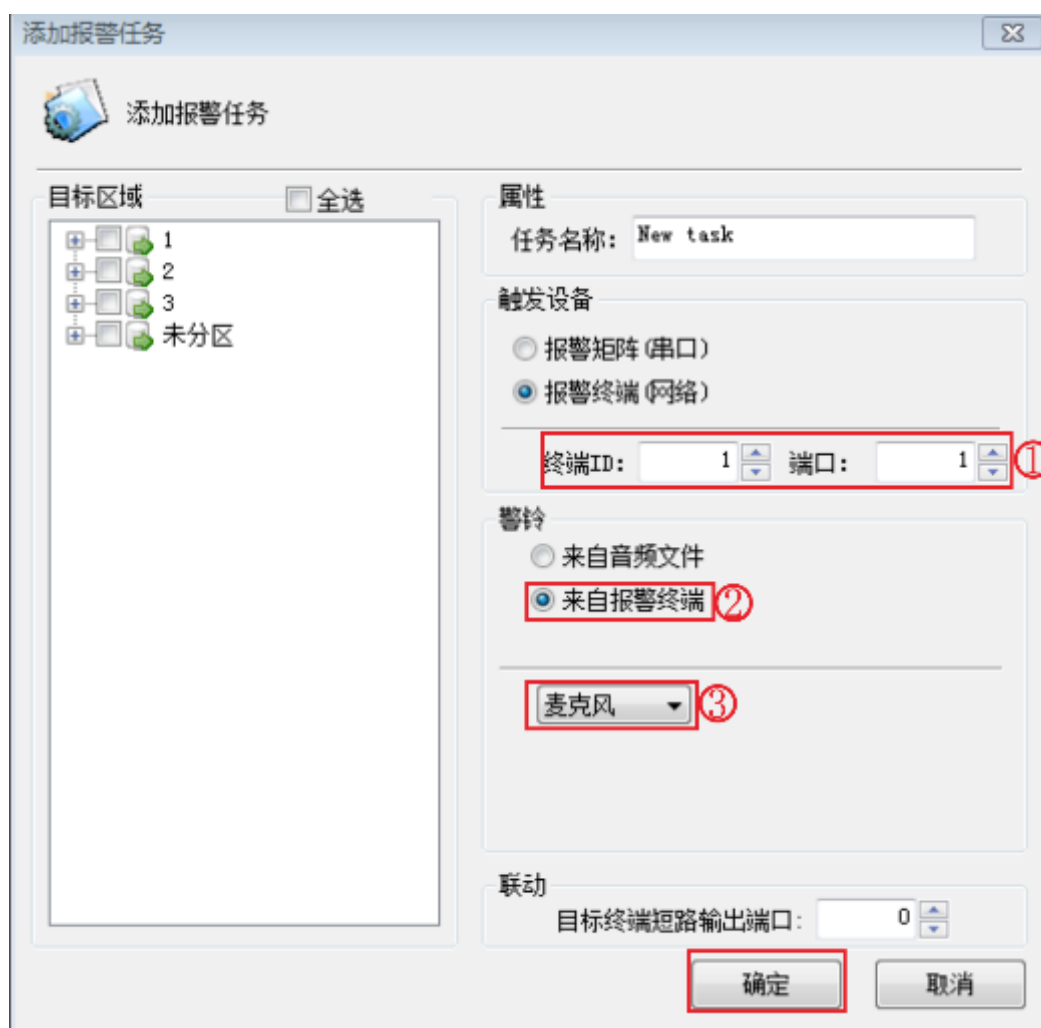 添加报警任务
添加报警任务
目标区域 全选
1
2
3
未分区
属性
任务名称: New task
触发设备
报警矩阵(串口)
报警终端(网络)
终端ID: 1 端口: 1 ①
警铃
来自音频文件
来自报警终端 ②
麦克风 ③
联动
目标终端短路输出端口: 0
确定 取消